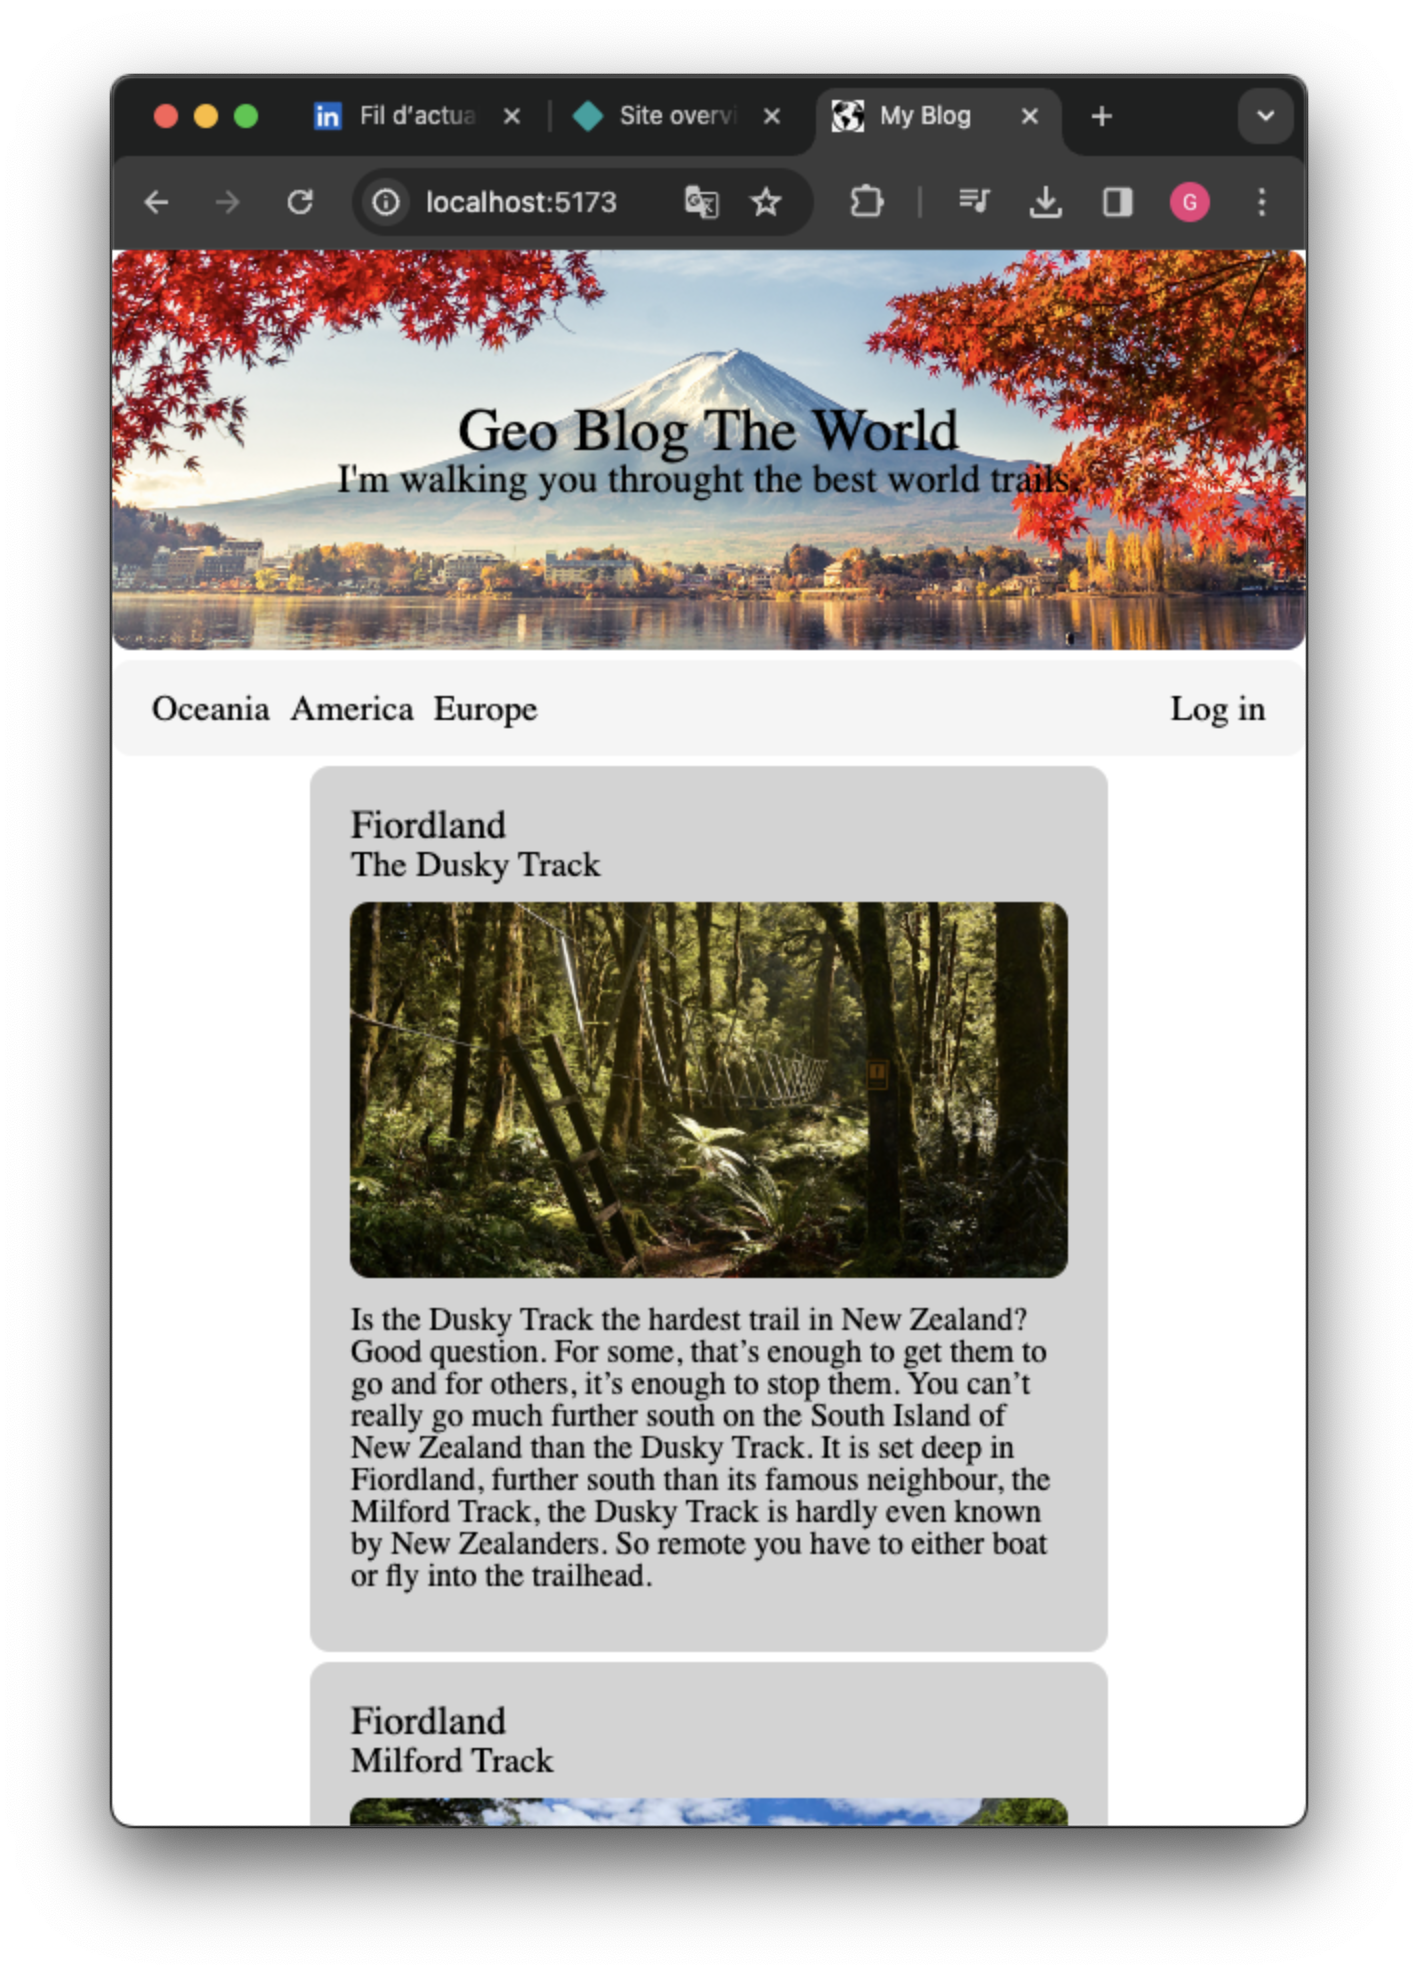 Fil d'actua
Site overvi
My Blog
localhost:5173
G
Geo Blog The World
I'm walking you throught the best world trails.
Oceania America Europe
Log in
Fiordland
The Dusky Track
Is the Dusky Track the hardest trail in New Zealand?
Good question. For some, that’s enough to get them to
go and for others, it’s enough to stop them. You can’t
really go much further south on the South Island of
New Zealand than the Dusky Track. It is set deep in
Fiordland, further south than its famous neighbour, the
Milford Track, the Dusky Track is hardly even known
by New Zealanders. So remote you have to either boat
or fly into the trailhead.
Fiordland
Milford Track